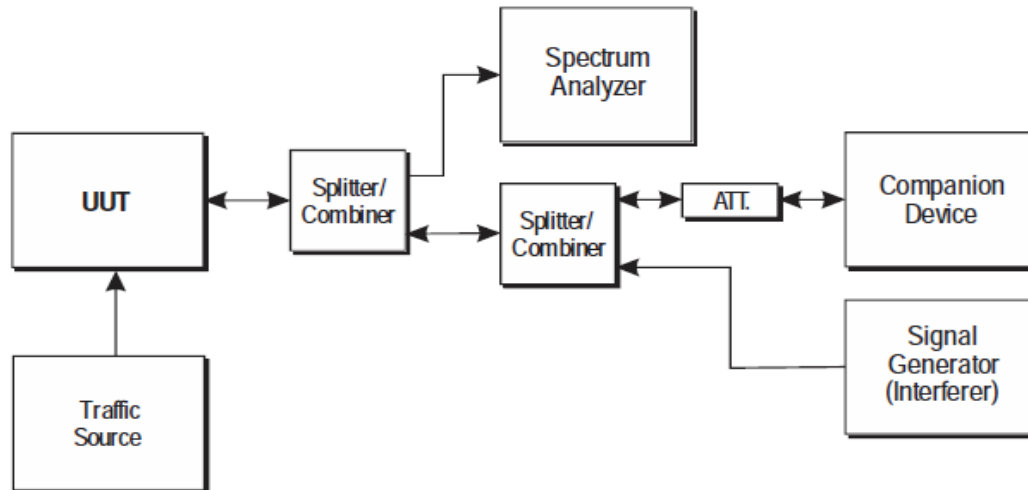 Spectrum
Analyzer
UUT
Splitter/
Combiner
Splitter/
Combiner
ATT.
Companion
Device
Traffic
Source
Signal
Generator
(Interferer)